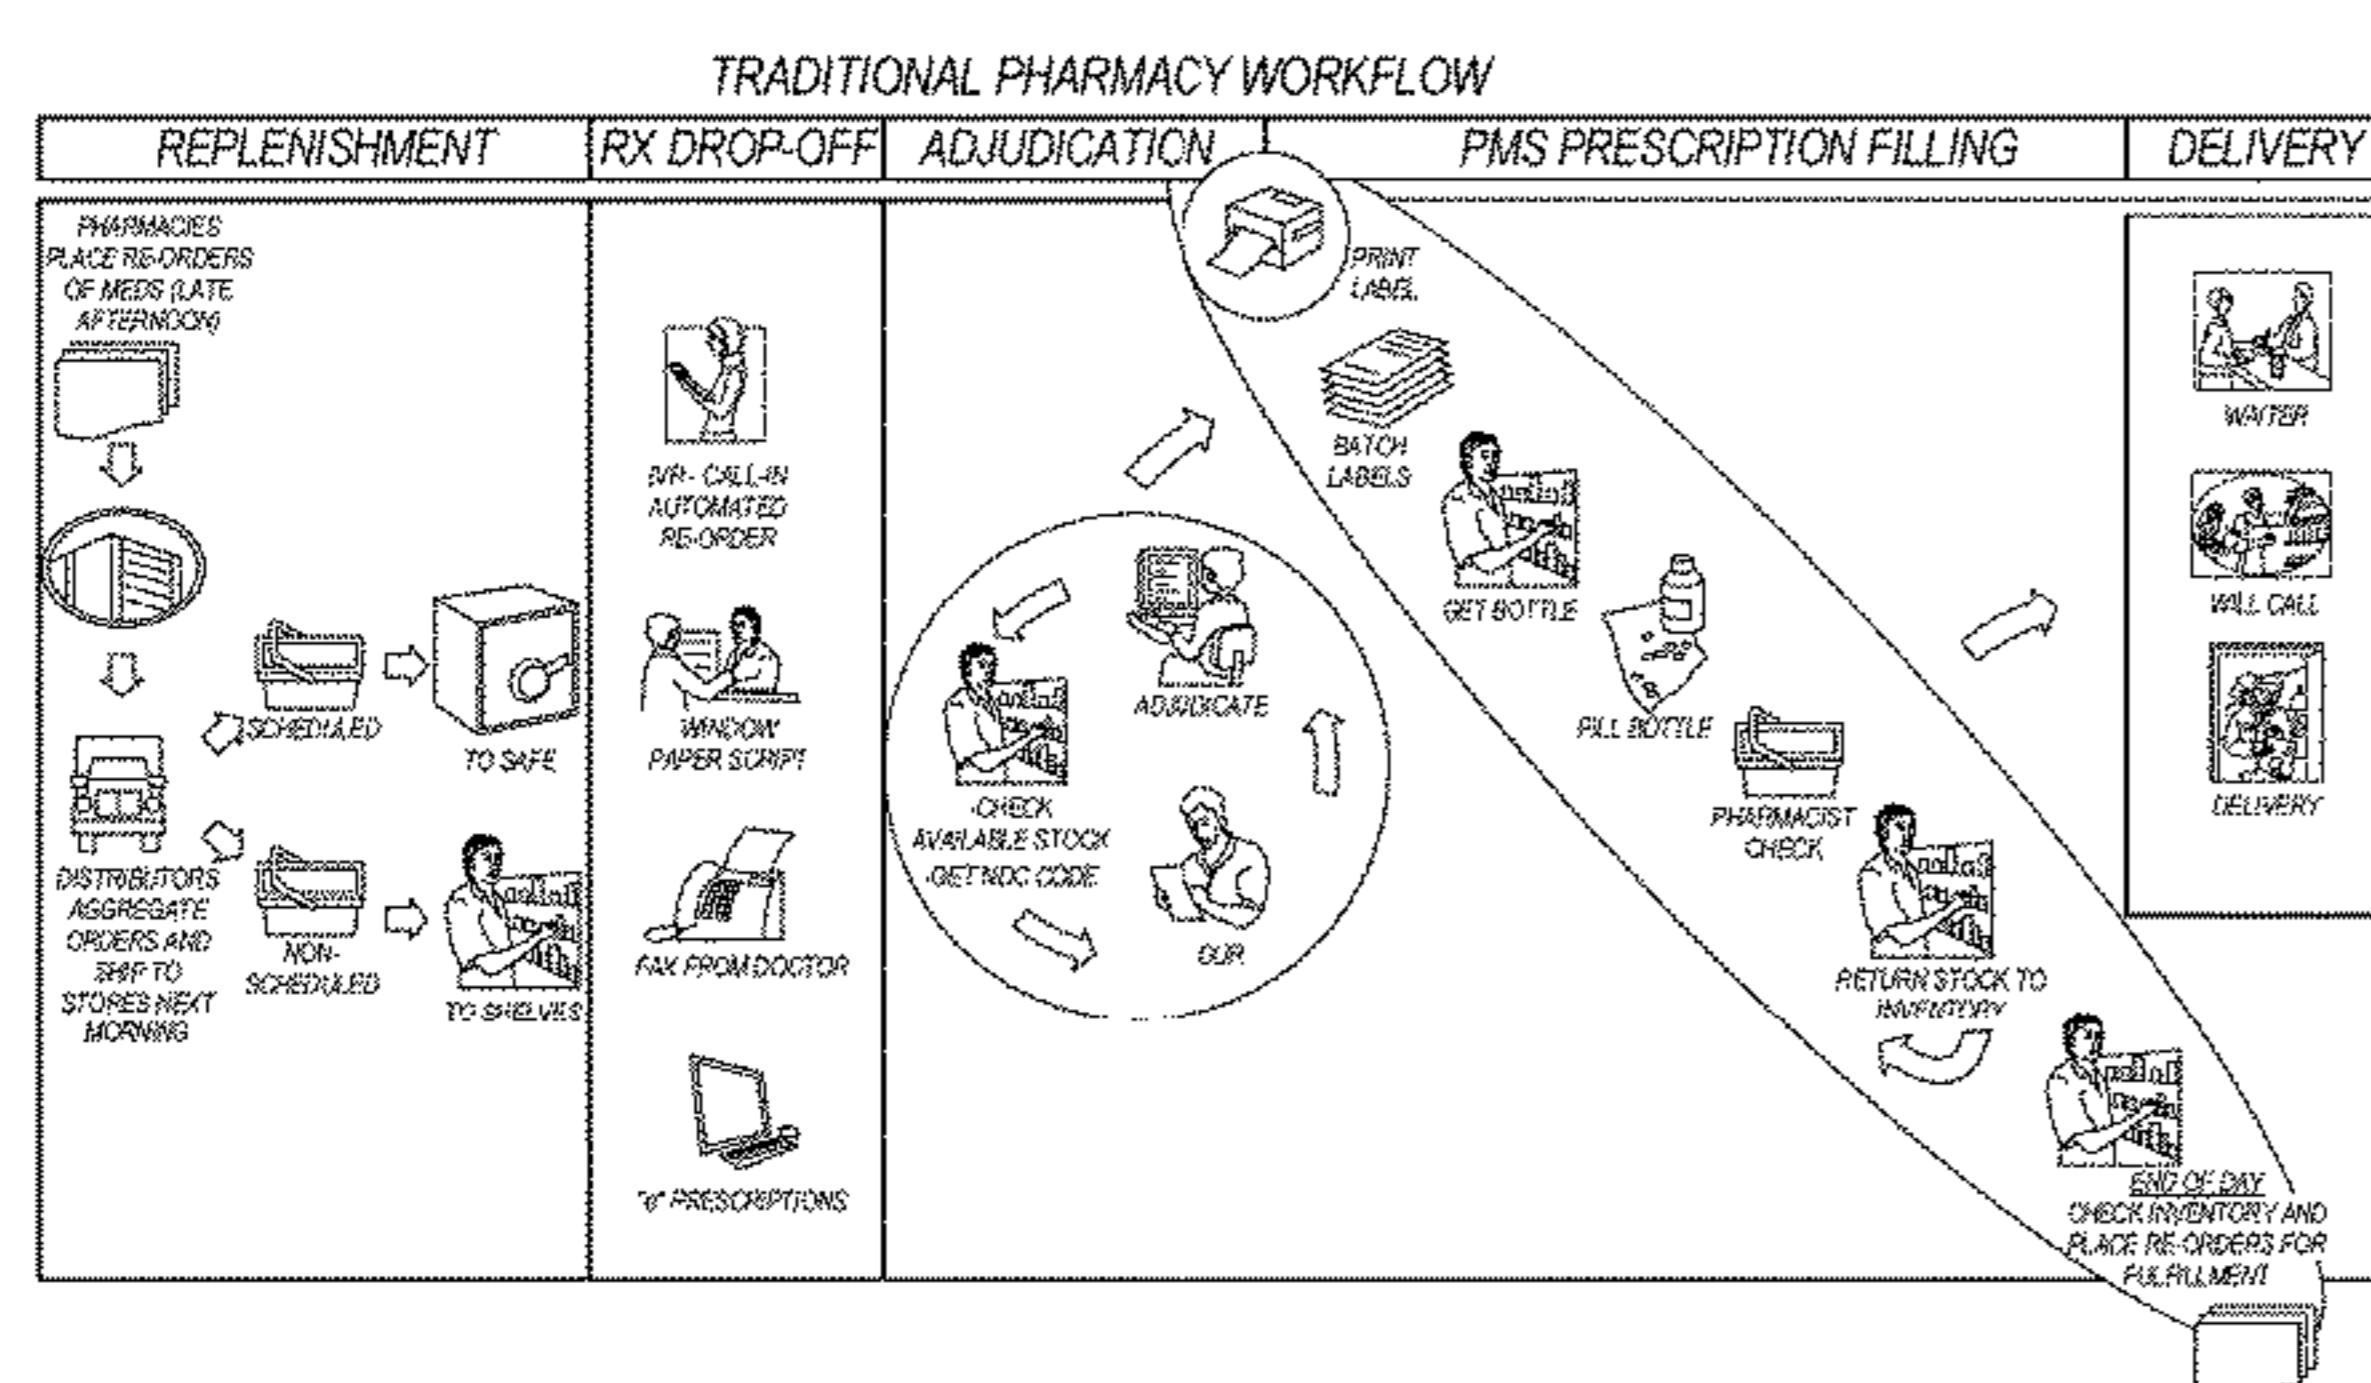 TRADITIONAL PHARMACY WORKFLOW
REPLENISHMENT
RX DROP-OFF
ADJUDICATION
PMS PRESCRIPTION FILLING
DELIVERY
PHARMACIES
PLACE RE-ORDERS
OF MEDS (LATE
AFTERNOON)
SCHEDULED
TO SAFE
DISTRIBUTORS
AGGREGATE
ORDERS AND
SHIP TO
STORES NEXT
MORNING
NON-
SCHEDULED
TO SHELVES
IVR - CALL-IN
AUTOMATED
RE-ORDER
WINDOW
PAPER SCRIPT
FAX FROM DOCTOR
"e" PRESCRIPTIONS
ADJUDICATE
-CHECK
AVAILABLE STOCK
-GET NDC CODE
PRINT
LABEL
BATCH
LABELS
GET BOTTLE
BOTTLE
PHARMACIST
CHECK
RETURN STOCK TO
INVENTORY
END OF DAY
CHECK INVENTORY AND
PLACE RE-ORDERS FOR
FULFILLMENT
WAITER
WILL CALL
DELIVERY